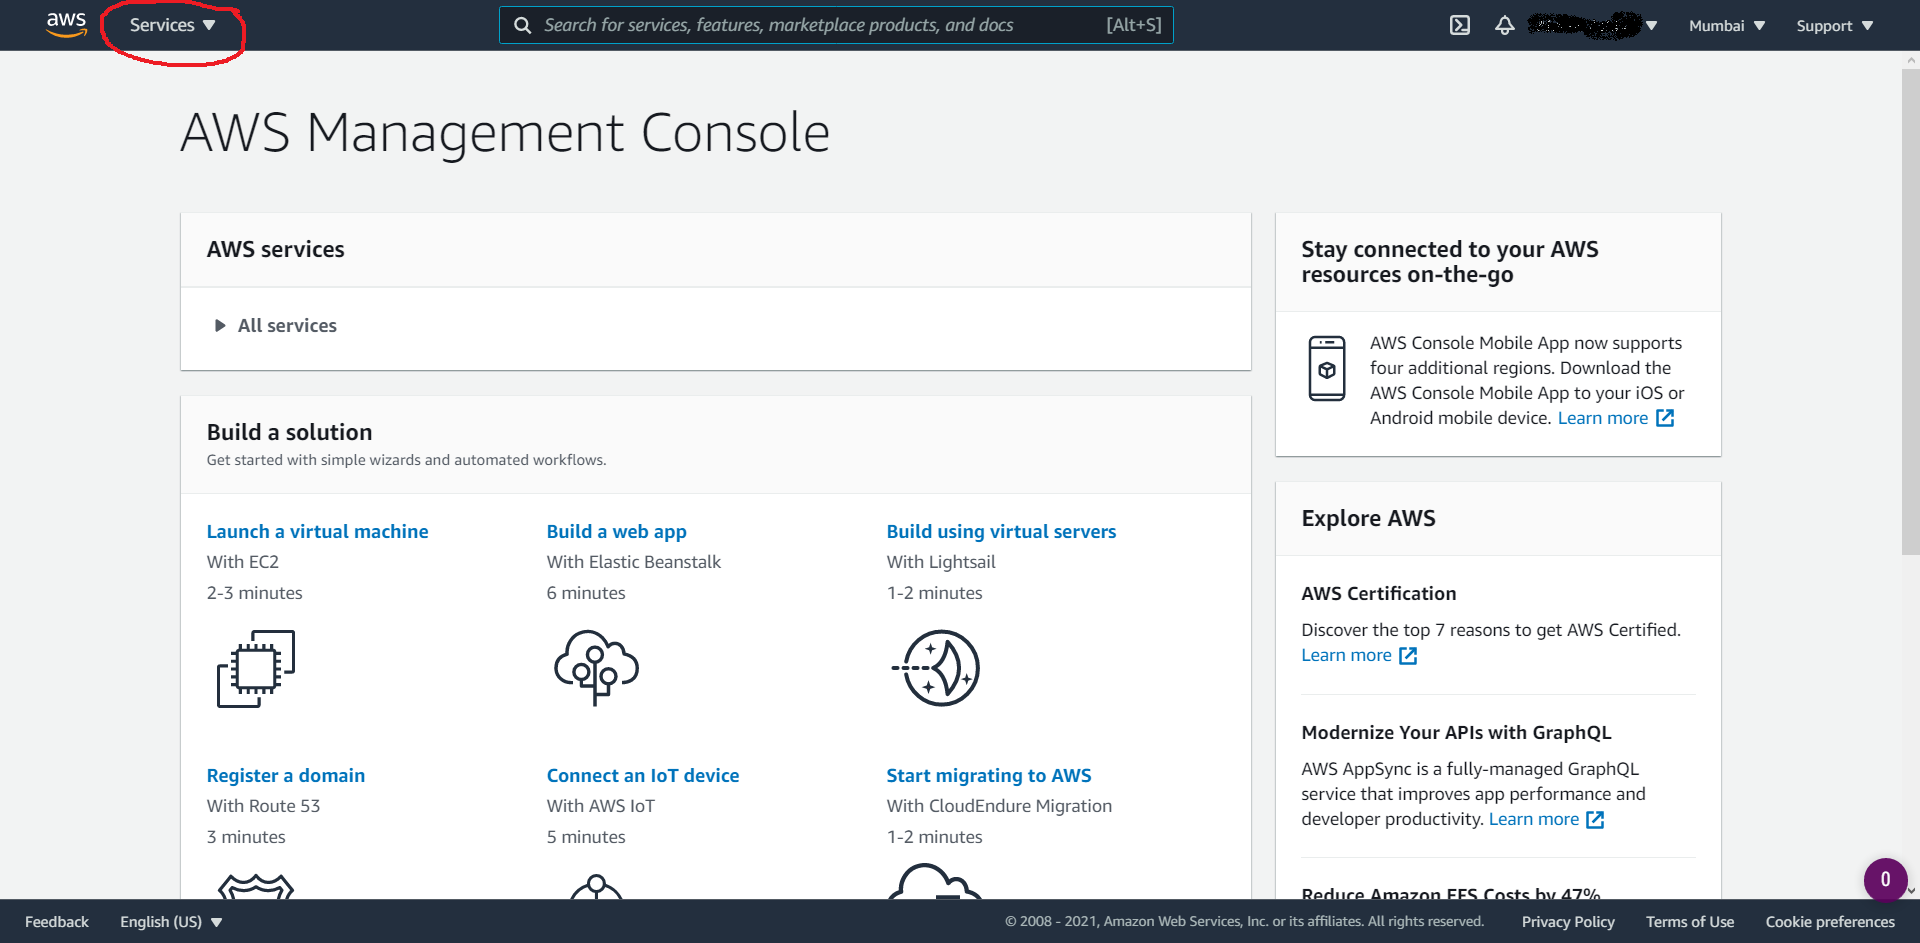 aws
Services
Search for services, features, marketplace products, and docs
[Alt+S]
Mumbai
Support
AWS Management Console
AWS services
All services
Build a solution
Get started with simple wizards and automated workflows.
Launch a virtual machine
With EC2
2-3 minutes
Build a web app
With Elastic Beanstalk
6 minutes
Build using virtual servers
With Lightsail
1-2 minutes
Register a domain
With Route 53
3 minutes
Connect an IoT device
With AWS IoT
5 minutes
Start migrating to AWS
With CloudEndure Migration
1-2 minutes
Stay connected to your AWS
resources on-the-go
AWS Console Mobile App now supports
four additional regions. Download the
AWS Console Mobile App to your iOS or
Android mobile device. Learn more
Explore AWS
AWS Certification
Discover the top 7 reasons to get AWS Certified.
Learn more
Modernize Your APIs with GraphQL
AWS AppSync is a fully-managed GraphQL
service that improves app performance and
developer productivity. Learn more
Reduce Amazon EFS Costs by 47%
0
Feedback
English (US)
© 2008 - 2021, Amazon Web Services, Inc. or its affiliates. All rights reserved.
Privacy Policy
Terms of Use
Cookie preferences